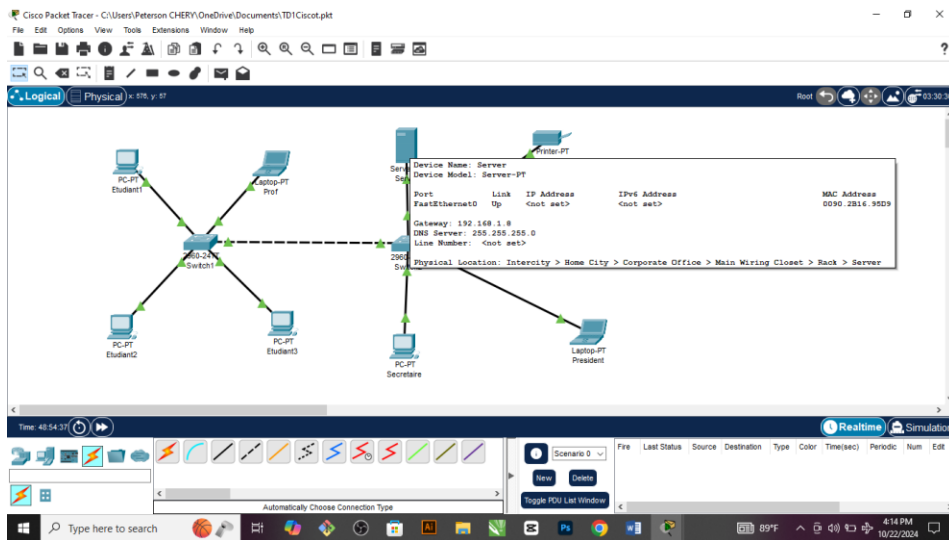 Cisco Packet Tracer - C:\Users\Peterson CHERY\OneDrive\Documents\TD1Ciscot.pkt
File Edit Options View Tools Extensions Window Help
Logical Physical x: 578, y: 57
Root 03:30:3
PC-PT
Etudiant1
Laptop-PT
Prof
Printer-PT
Device Name: Server
Device Model: Server-PT
Port Link IP Address IPv6 Address MAC Address
FastEthernet0 Up <not set> <not set> 0090.2B16.95D9
Gateway: 192.168.1.8
DNS Server: 255.255.255.0
Line Number: <not set>
Physical Location: Intercity > Home City > Corporate Office > Main Wiring Closet > Rack > Server
Switch1
PC-PT
Etudiant2
PC-PT
Etudiant3
PC-PT
Secretaire
Laptop-PT
President
Time: 48:54:37
Realtime Simulation
Scenario 0
Fire Last Status Source Destination Type Color Time(sec) Periodic Num Edit
New Delete
Toggle PDU List Window
Automatically Choose Connection Type
Type here to search
89°F
4:14 PM
10/22/2024